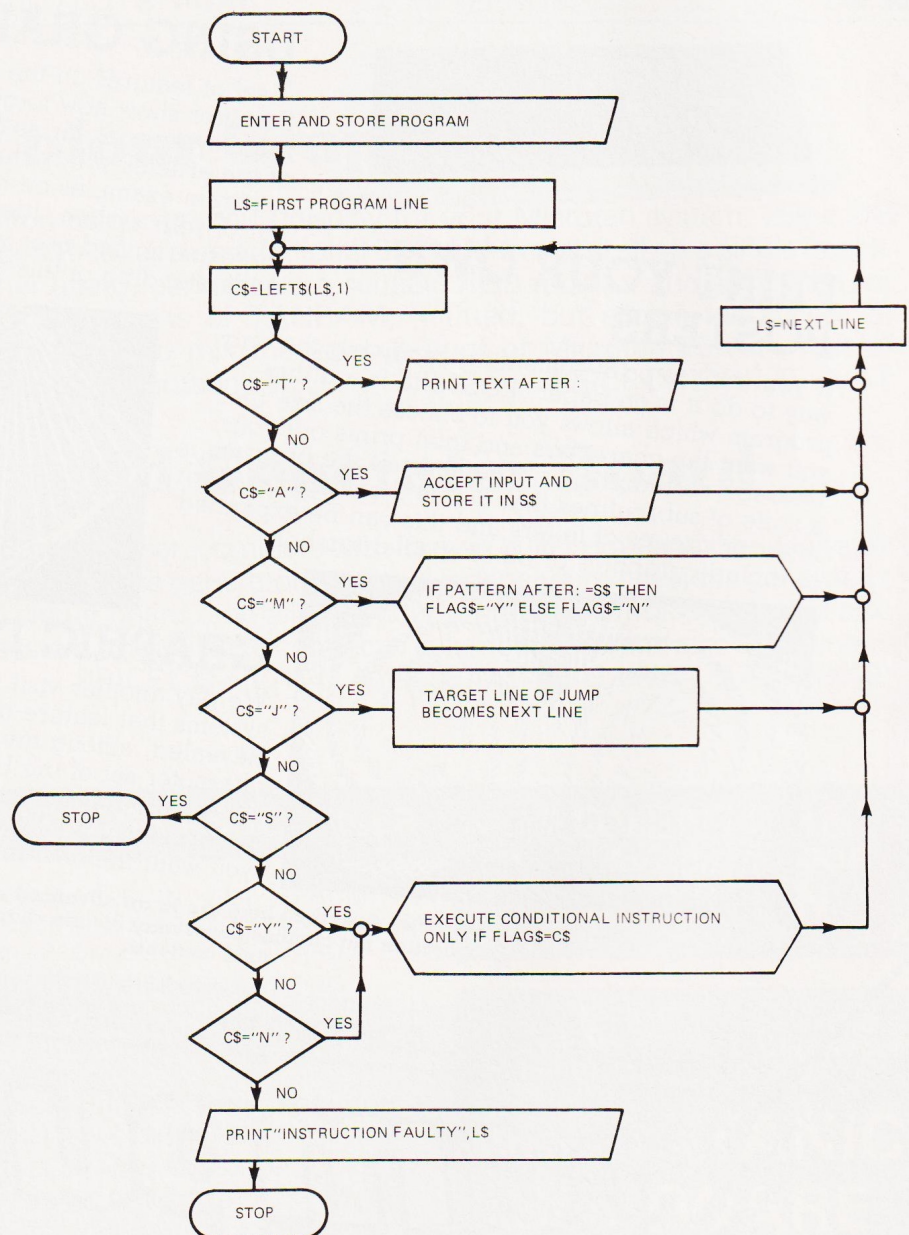 START
ENTER AND STORE PROGRAM
L$=FIRST PROGRAM LINE
C$=LEFT$(L$,1)
L$=NEXT LINE
C$="T" ?
YES
PRINT TEXT AFTER :
NO
C$="A" ?
YES
ACCEPT INPUT AND
STORE IT IN S$
NO
C$="M" ?
YES
IF PATTERN AFTER: =S$ THEN
FLAG$="Y" ELSE FLAG$="N"
NO
C$="J" ?
YES
TARGET LINE OF JUMP
BECOMES NEXT LINE
NO
STOP
YES
C$="S" ?
NO
C$="Y" ?
YES
EXECUTE CONDITIONAL INSTRUCTION
ONLY IF FLAG$=C$
NO
C$="N" ?
YES
NO
PRINT"INSTRUCTION FAULTY",L$
STOP